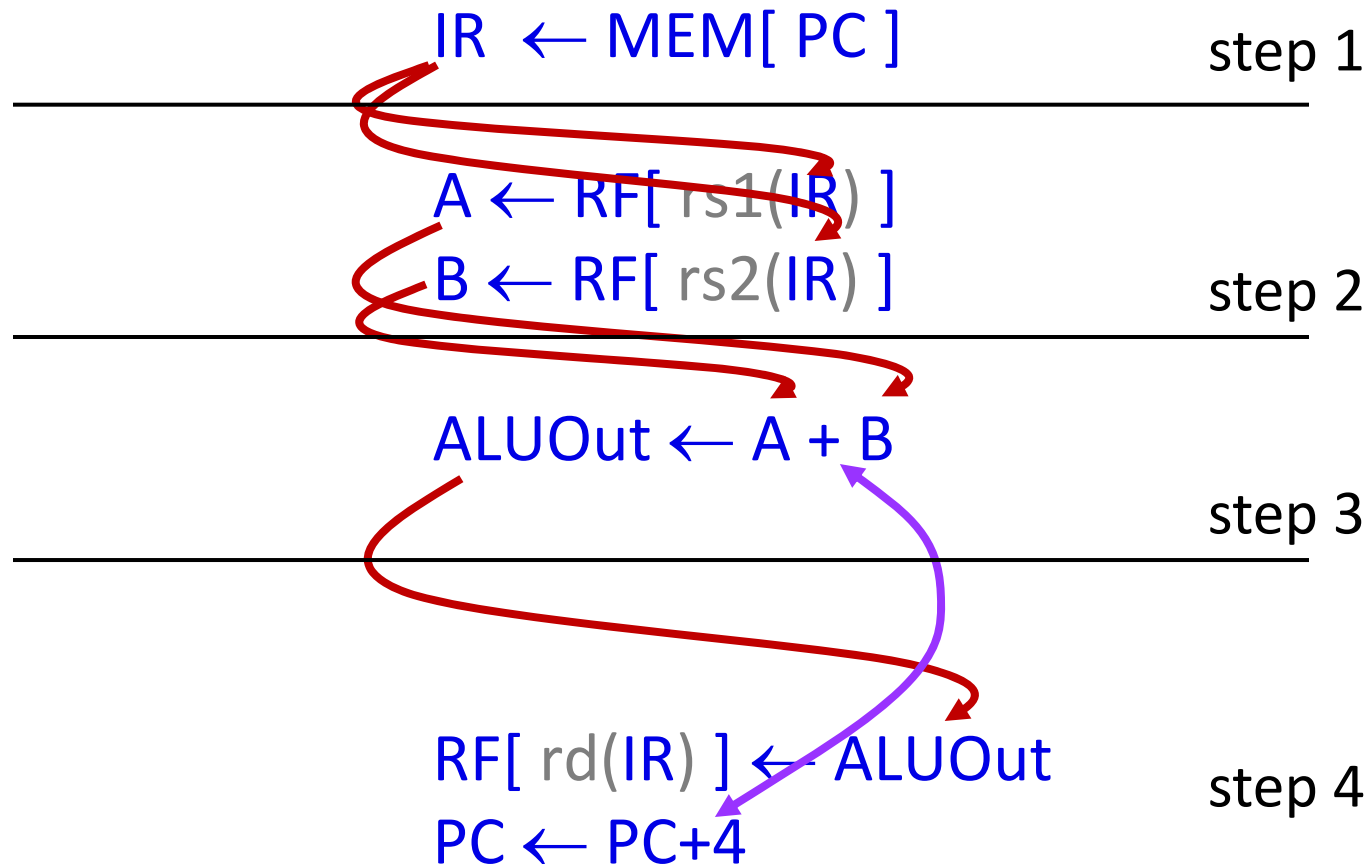 IR ← MEM[ PC ]
step 1
A ← RF[ rs1(IR) ]
B ← RF[ rs2(IR) ]
step 2
ALUOut ← A + B
step 3
RF[ rd(IR) ] ← ALUOut
step 4
PC ← PC+4